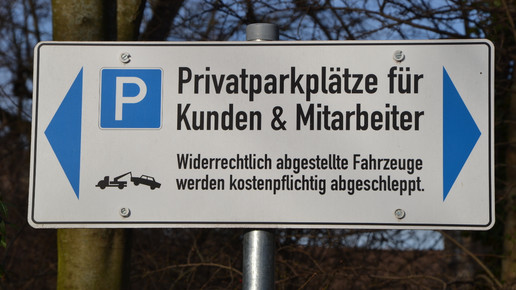 P
Privatparkplätze für
Kunden & Mitarbeiter
Widerrechtlich abgestellte Fahrzeuge
werden kostenpflichtig abgeschleppt.